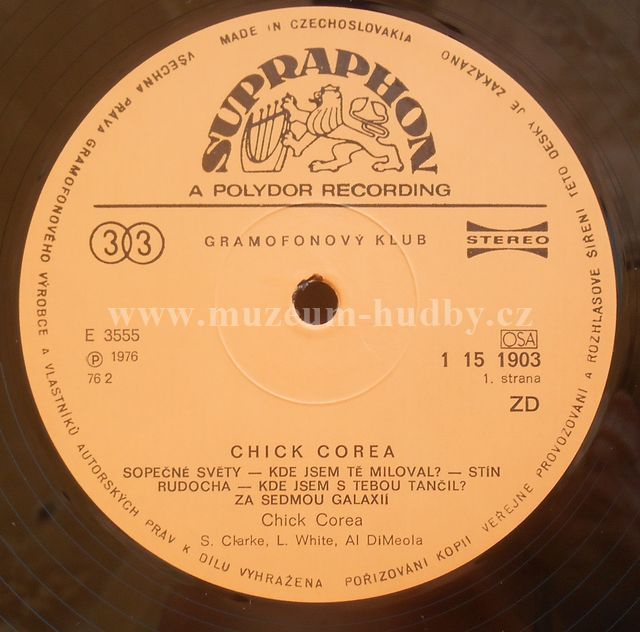 MADE IN CZECHOSLOVAKIA
VŠECHNA PRÁVA GRAMOFONOVÉHO VÝROBCE A VLASTNÍKŮ AUTORSKÝCH PRÁV K DÍLU VYHRAŽENA
POŘIZOVÁNÍ KOPIÍ VEŘEJNÉ PROVOZOVÁNÍ A ROZHLASOVÉ ŠÍŘENÍ TÉTO DESKY JE ZAKÁZÁNO
SUPRAPHON
A POLYDOR RECORDING
33
GRAMOFONOVÝ KLUB
STEREO
www.muzeum-hudby.cz
E 3555
OSA
Ⓟ 1976
1 15 1903
76 2
1. strana
ZD
CHICK COREA
SOPEČNÉ SVĚTY — KDE JSEM TĚ MILOVAL? — STÍN
RUDOCHA — KDE JSEM S TEBOU TANČIL?
ZA SEDMOU GALAXIÍ
Chick Corea
S. Clarke, L. White, Al DiMeola